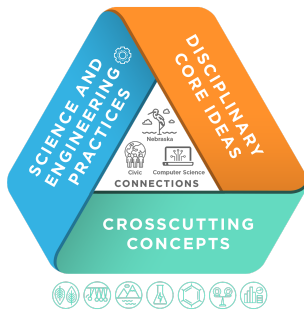 SCIENCE AND
ENGINEERING
PRACTICES
DISCIPLINARY
CORE IDEAS
Nebraska
Civic
Computer Science
CONNECTIONS
CROSSCUTTING
CONCEPTS